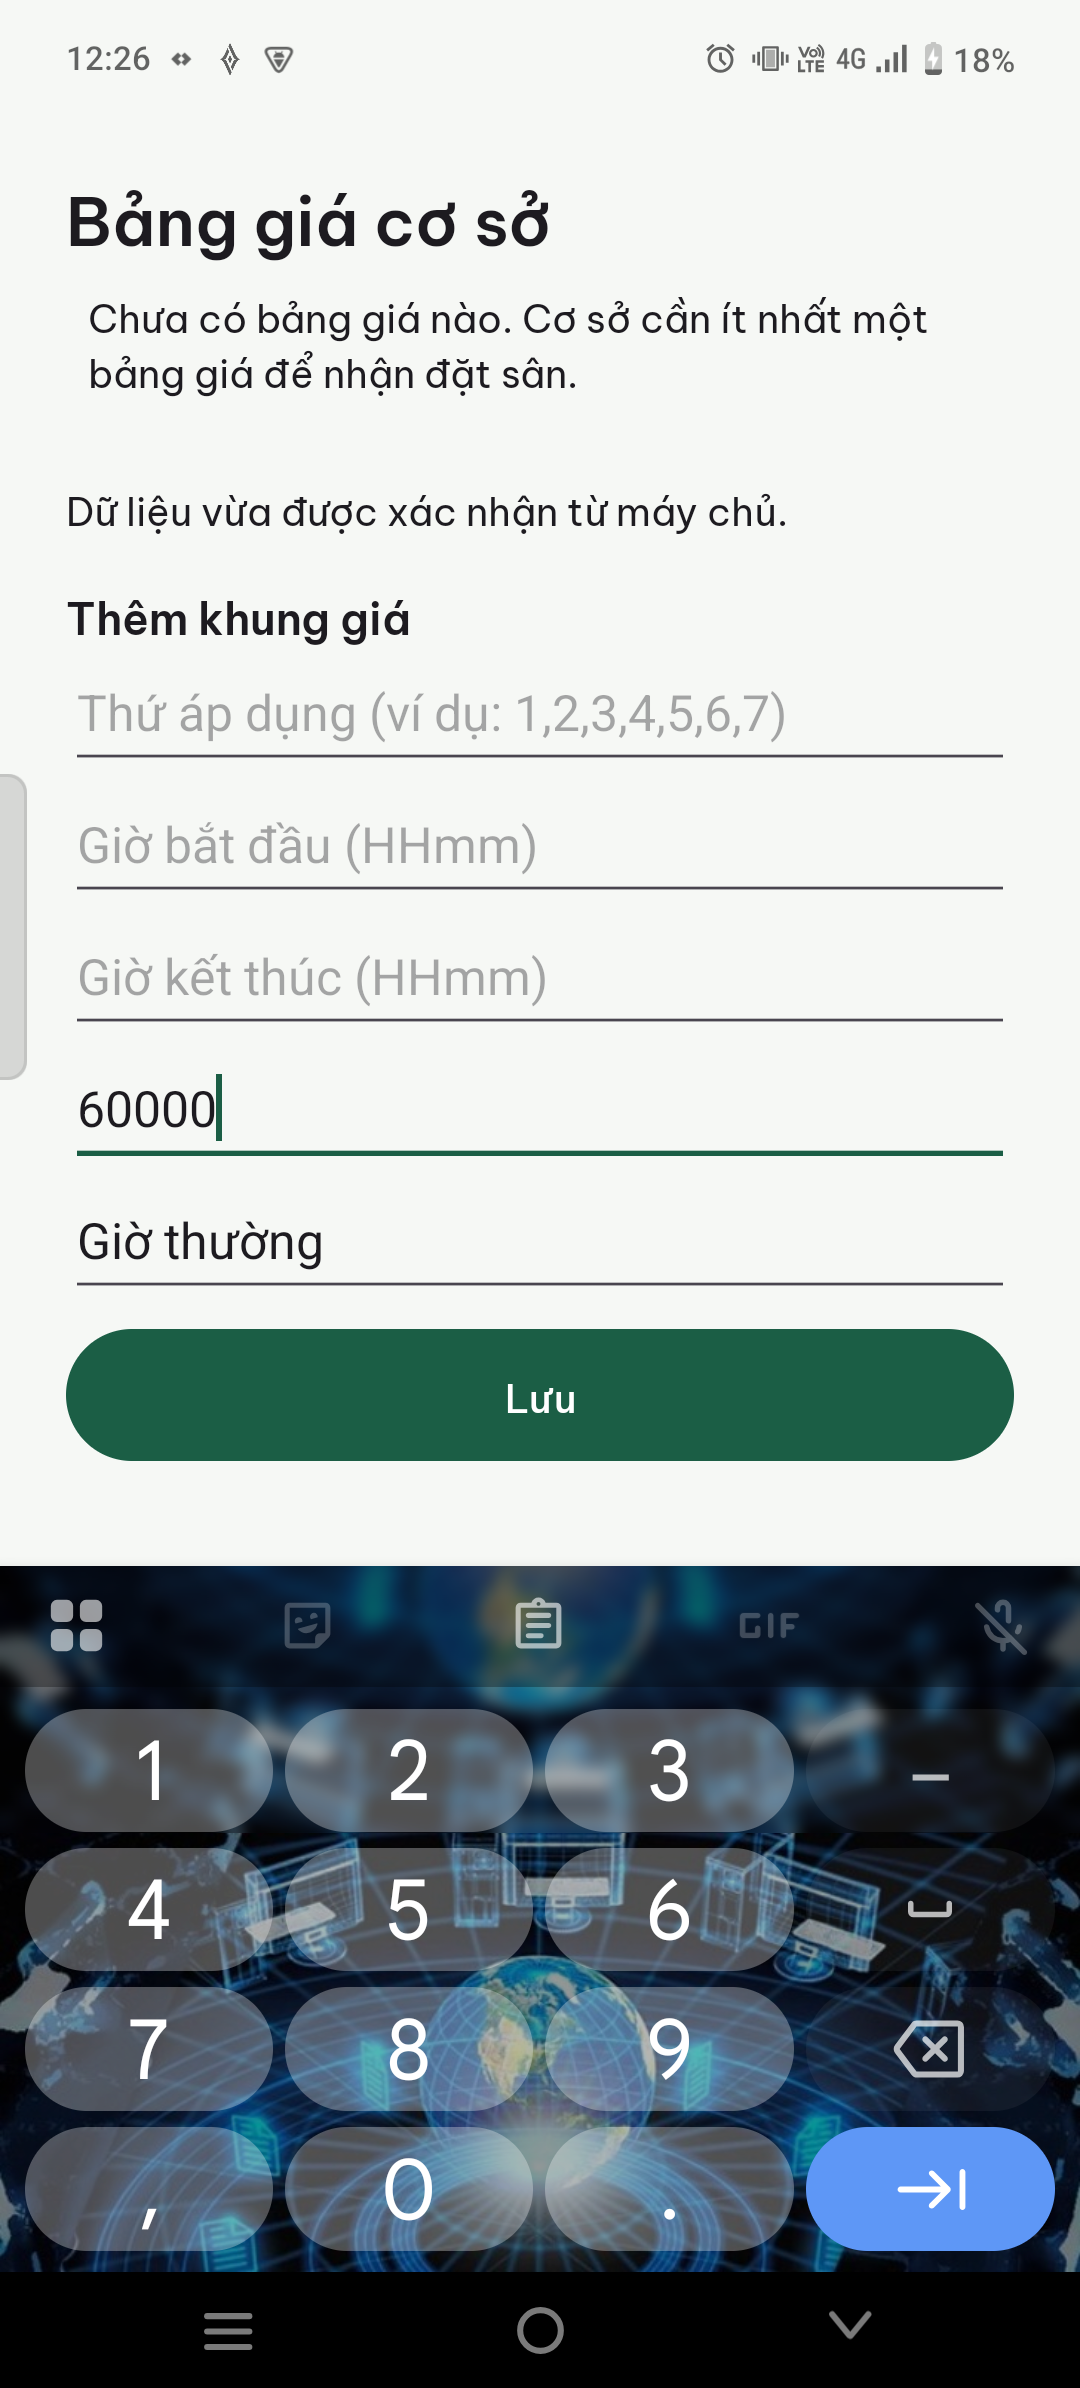 12:26
Vo)) LTE 4G 18%
Bảng giá cơ sở
Chưa có bảng giá nào. Cơ sở cần ít nhất một
bảng giá để nhận đặt sân.
Dữ liệu vừa được xác nhận từ máy chủ.
Thêm khung giá
Thứ áp dụng (ví dụ: 1,2,3,4,5,6,7)
Giờ bắt đầu (HHmm)
Giờ kết thúc (HHmm)
60000
Giờ thường
Lưu
GIF
1 2 3 –
4 5 6
7 8 9
, 0 .